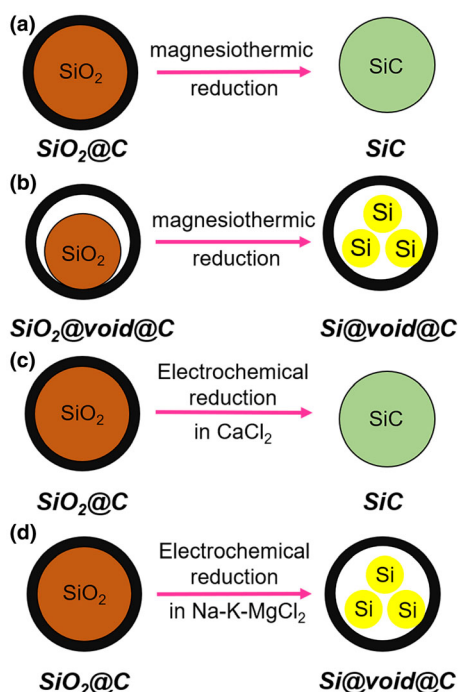 (a)
SiO₂
magnesiothermic
reduction
SiC
SiO₂@C
SiC
(b)
SiO₂
magnesiothermic
reduction
Si
Si
Si
SiO₂@void@C
Si@void@C
(c)
SiO₂
Electrochemical
reduction
in CaCl₂
SiC
SiO₂@C
SiC
(d)
SiO₂
Electrochemical
reduction
in Na-K-MgCl₂
Si
Si
Si
SiO₂@C
Si@void@C